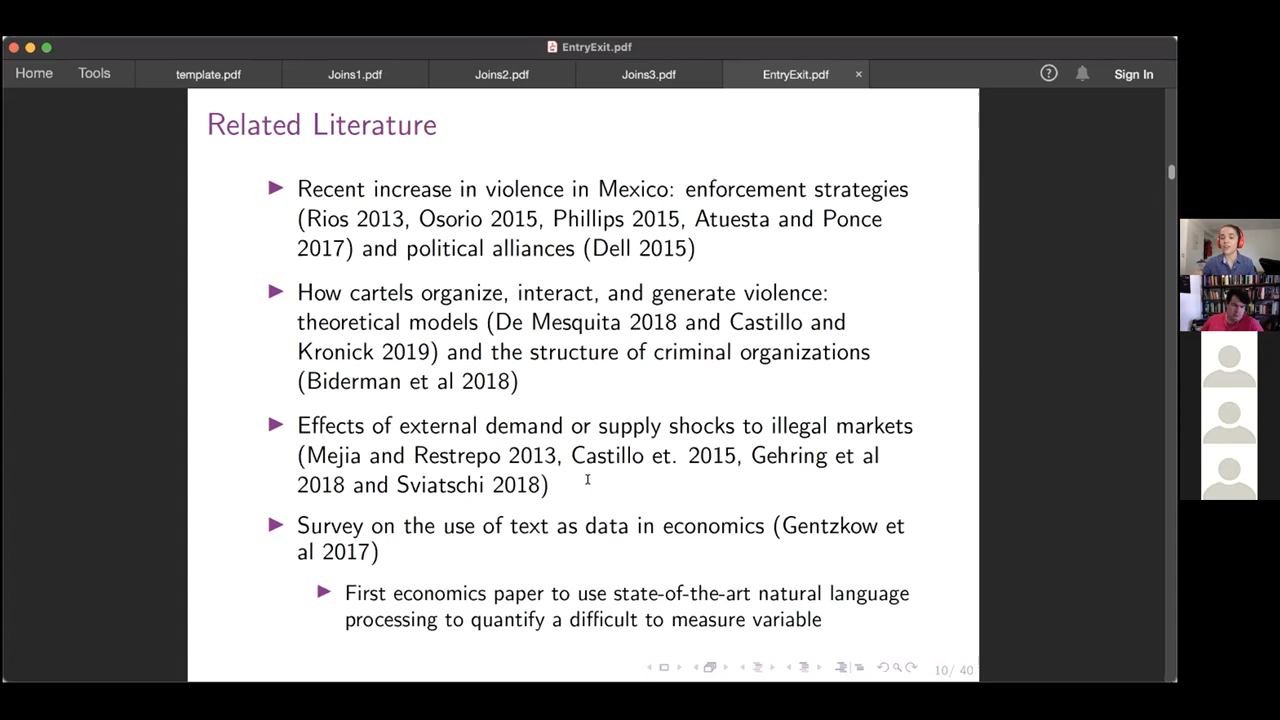 EntryExit.pdf
Home Tools template.pdf Joins1.pdf Joins2.pdf Joins3.pdf EntryExit.pdf × ? Sign In
Related Literature
Recent increase in violence in Mexico: enforcement strategies
(Rios 2013, Osorio 2015, Phillips 2015, Atuesta and Ponce
2017) and political alliances (Dell 2015)
How cartels organize, interact, and generate violence:
theoretical models (De Mesquita 2018 and Castillo and
Kronick 2019) and the structure of criminal organizations
(Biderman et al 2018)
Effects of external demand or supply shocks to illegal markets
(Mejia and Restrepo 2013, Castillo et. 2015, Gehring et al
2018 and Sviatschi 2018)
Survey on the use of text as data in economics (Gentzkow et
al 2017)
First economics paper to use state-of-the-art natural language
processing to quantify a difficult to measure variable
10/ 40